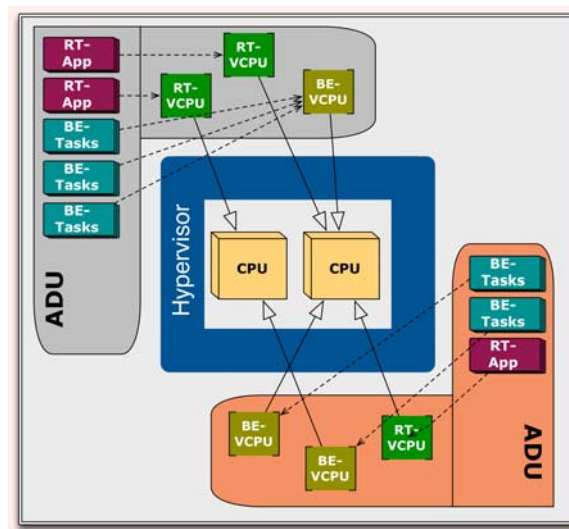 RT-
App
RT-
App
BE-
Tasks
BE-
Tasks
BE-
Tasks
ADU
RT-
VCPU
RT-
VCPU
BE-
VCPU
Hypervisor
CPU
CPU
BE-
Tasks
BE-
Tasks
RT-
App
ADU
BE-
VCPU
BE-
VCPU
RT-
VCPU